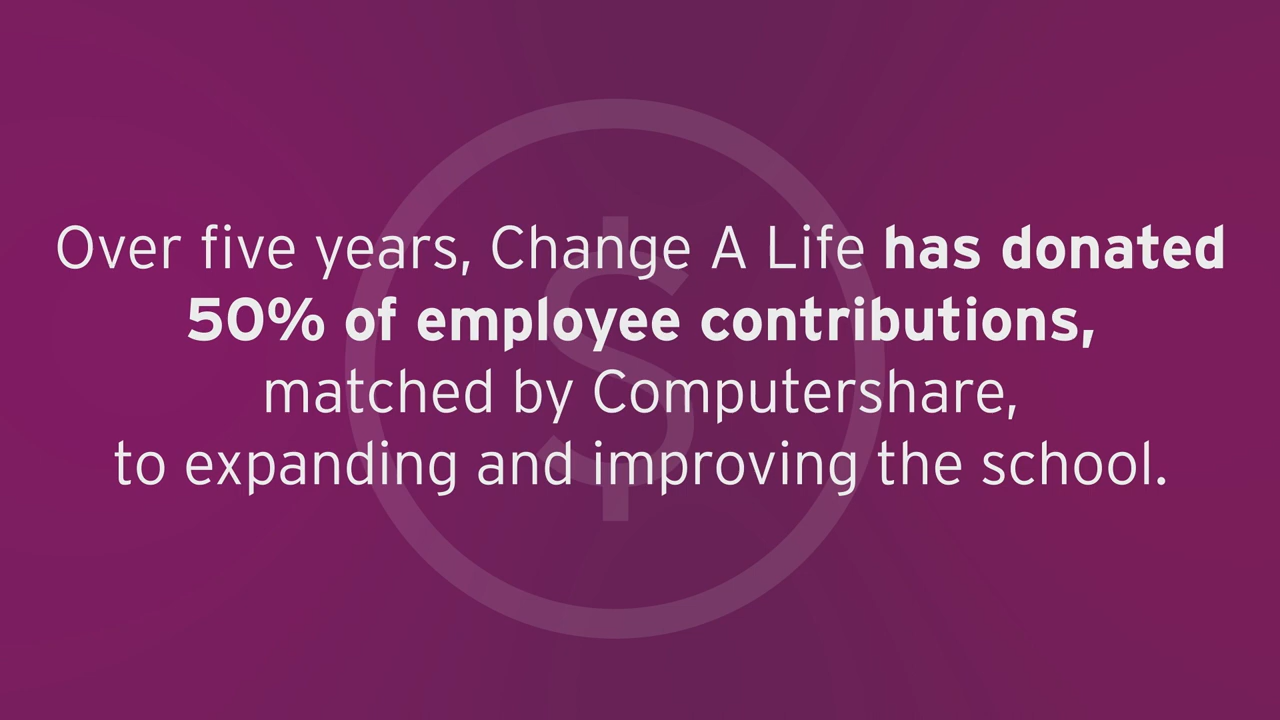 Over five years, Change A Life has donated
50% of employee contributions,
matched by Computershare,
to expanding and improving the school.